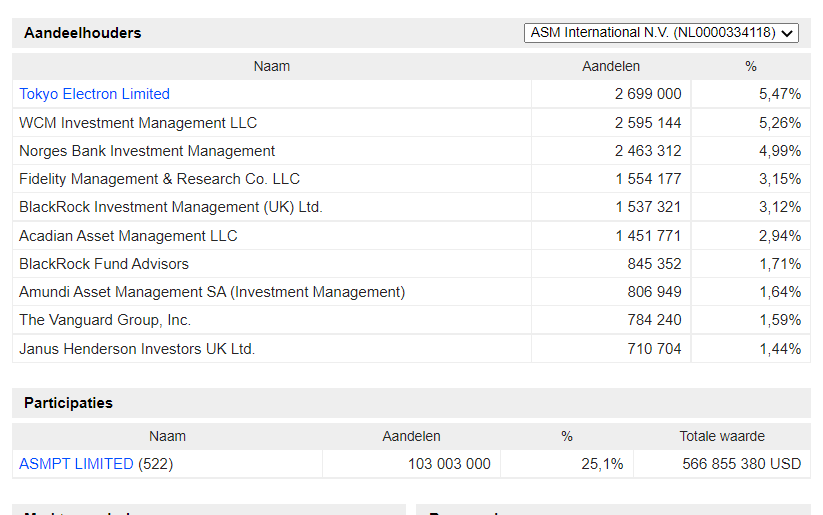 Aandeelhouders ASM International N.V. (NL0000334118)
Naam Aandelen %
Tokyo Electron Limited 2 699 000 5,47%
WCM Investment Management LLC 2 595 144 5,26%
Norges Bank Investment Management 2 463 312 4,99%
Fidelity Management & Research Co. LLC 1 554 177 3,15%
BlackRock Investment Management (UK) Ltd. 1 537 321 3,12%
Acadian Asset Management LLC 1 451 771 2,94%
BlackRock Fund Advisors 845 352 1,71%
Amundi Asset Management SA (Investment Management) 806 949 1,64%
The Vanguard Group, Inc. 784 240 1,59%
Janus Henderson Investors UK Ltd. 710 704 1,44%
Participaties
Naam Aandelen % Totale waarde
ASMPT LIMITED (522) 103 003 000 25,1% 566 855 380 USD